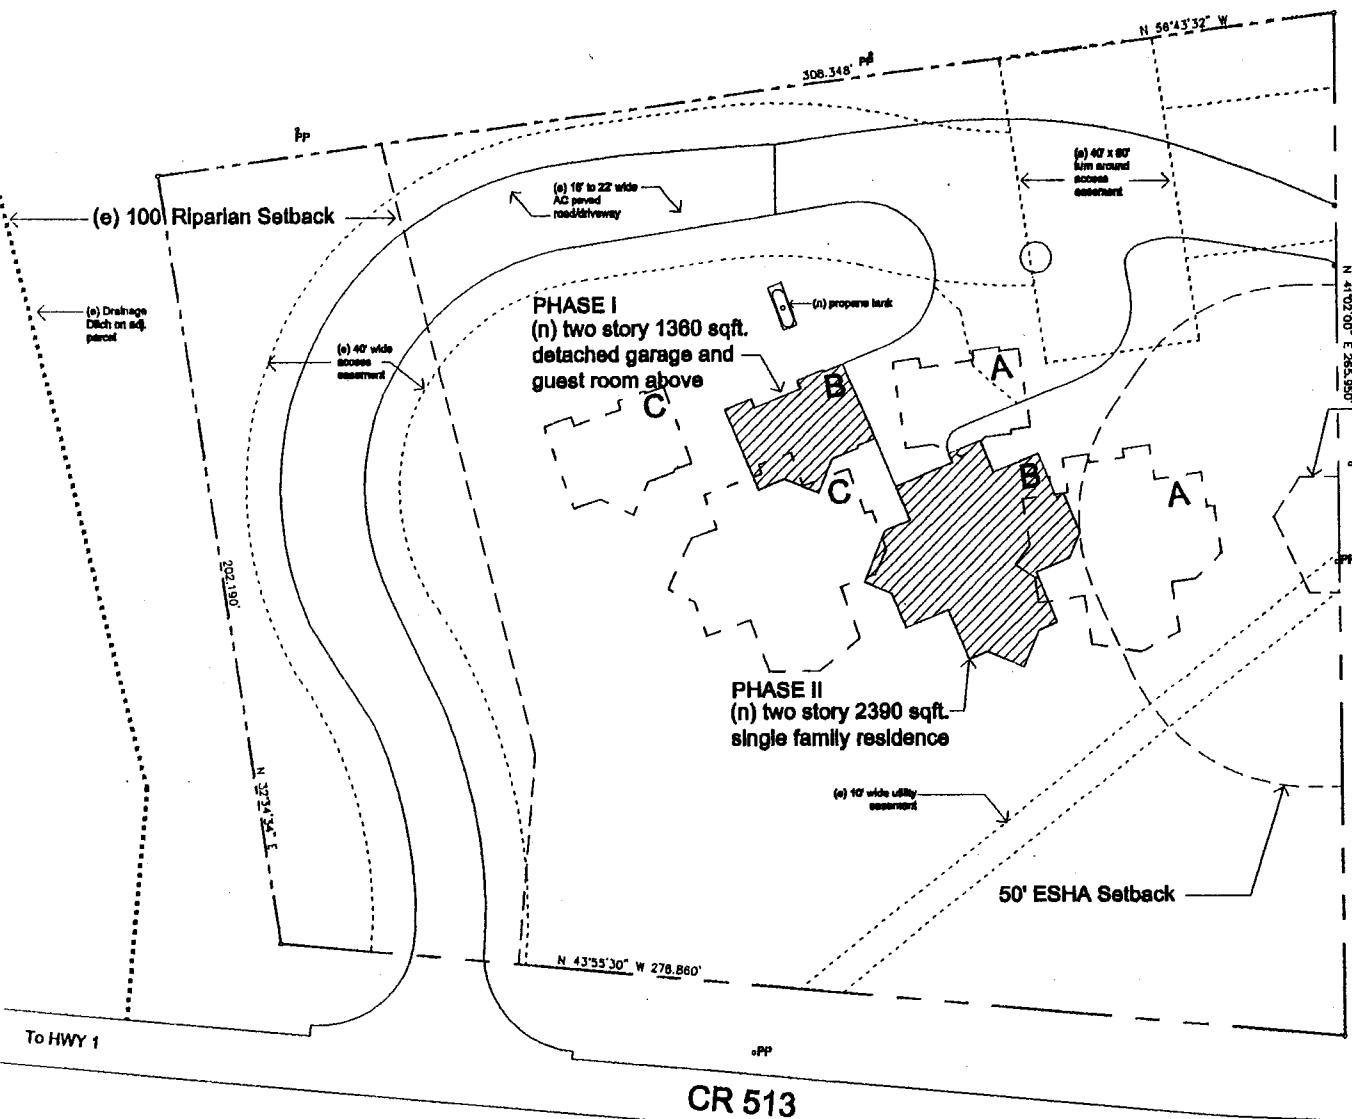 N 56°43'32" W
308.348'
PP
PP
(e) 100' Riparian Setback
(e) 18' to 22' wide
AC paved
road/driveway
(e) 40' x 80'
turn around
access
easement
(e) Drainage
Ditch on adj.
parcel
(e) 40' wide
access
easement
PHASE I
(n) two story 1360 sqft.
detached garage and
guest room above
(n) propane tank
N 41°02'00" E 265.950'
A
B
C
B
A
C
PP
202.190'
N 32°34'34" E
PHASE II
(n) two story 2390 sqft.
single family residence
(e) 10' wide utility
easement
50' ESHA Setback
N 43°55'30" W 278.860'
To HWY 1
PP
CR 513